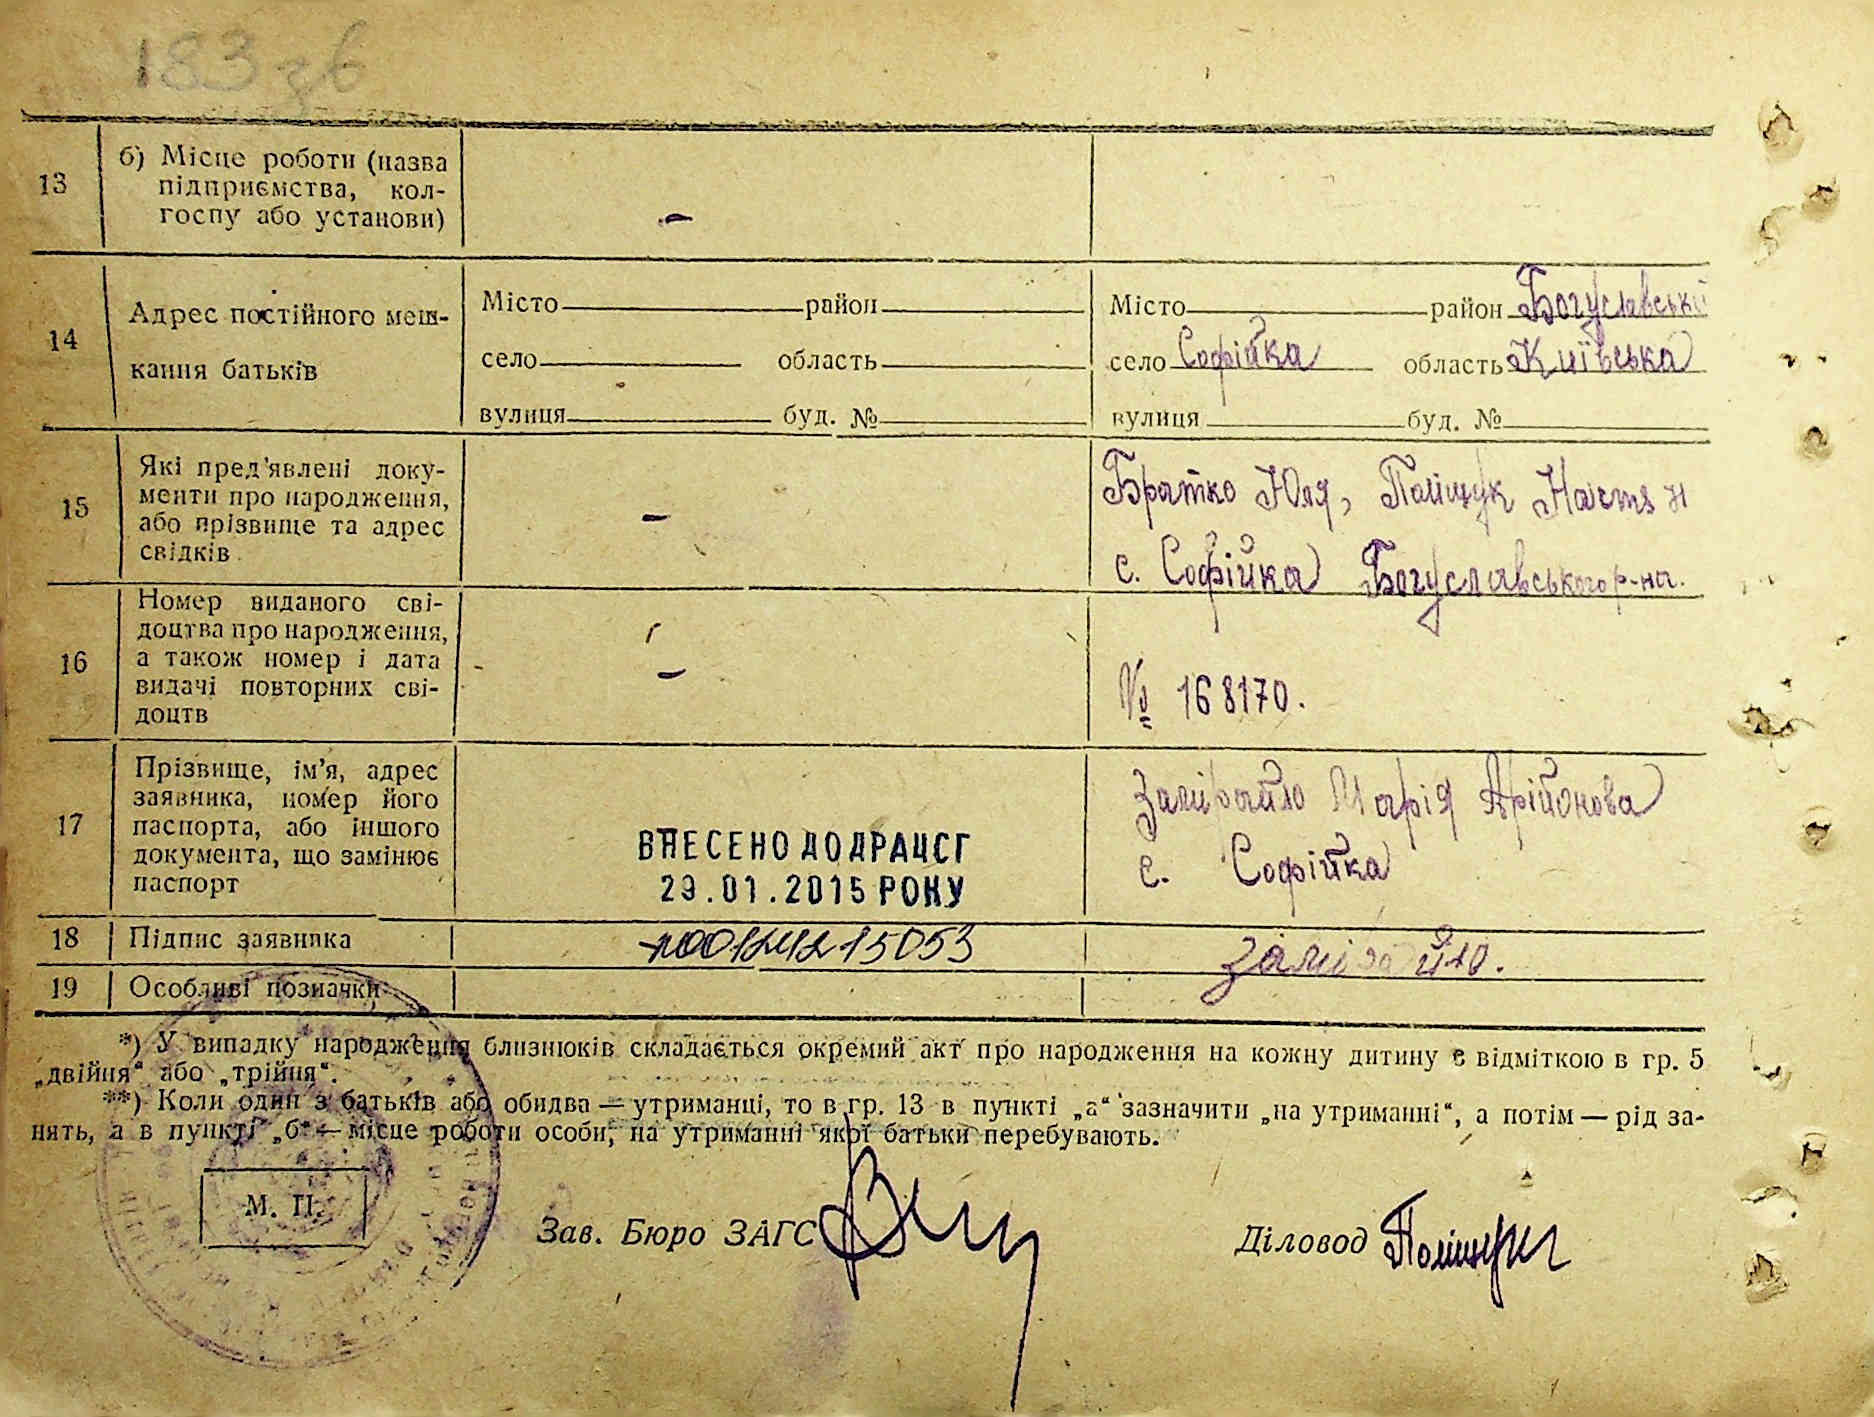 183 зв
13
б) Місце роботи (назва
підприємства, кол-
госпу або установи)
-
14
Адрес постійного меш-
кання батьків
Місто район
село область
вулиця буд. №
Місто район Богуславський
село Софійка область Київська
вулиця буд. №
15
Які пред'явлені доку-
менти про народження,
або прізвище та адрес
свідків
-
Братко Юля, Поліщук Настя
с. Софійка Богуславського р-на.
16
Номер виданого сві-
доцтва про народження,
а також номер і дата
видачі повторних сві-
доцтв
-
№ 168170.
17
Прізвище, ім'я, адрес
заявника, номер його
паспорта, або іншого
документа, що замінює
паспорт
ВНЕСЕНО ДО ДРАЦСГ
29.01.2015 РОКУ
Марія
с. Софійка
18
Підпис заявника
19
Особливі позначки
*) У випадку народження близнюків складається окремий акт про народження на кожну дитину з відміткою в гр. 5
„двійня“ або „трійня“.
**) Коли один з батьків або обидва — утриманці, то в гр. 13 в пункті „а“ зазначити „на утриманні“, а потім — рід за-
нять, а в пункті „б“ — місце роботи особи, на утриманні якої батьки перебувають.
М. П.
Зав. Бюро ЗАГС
Діловод Поліщук